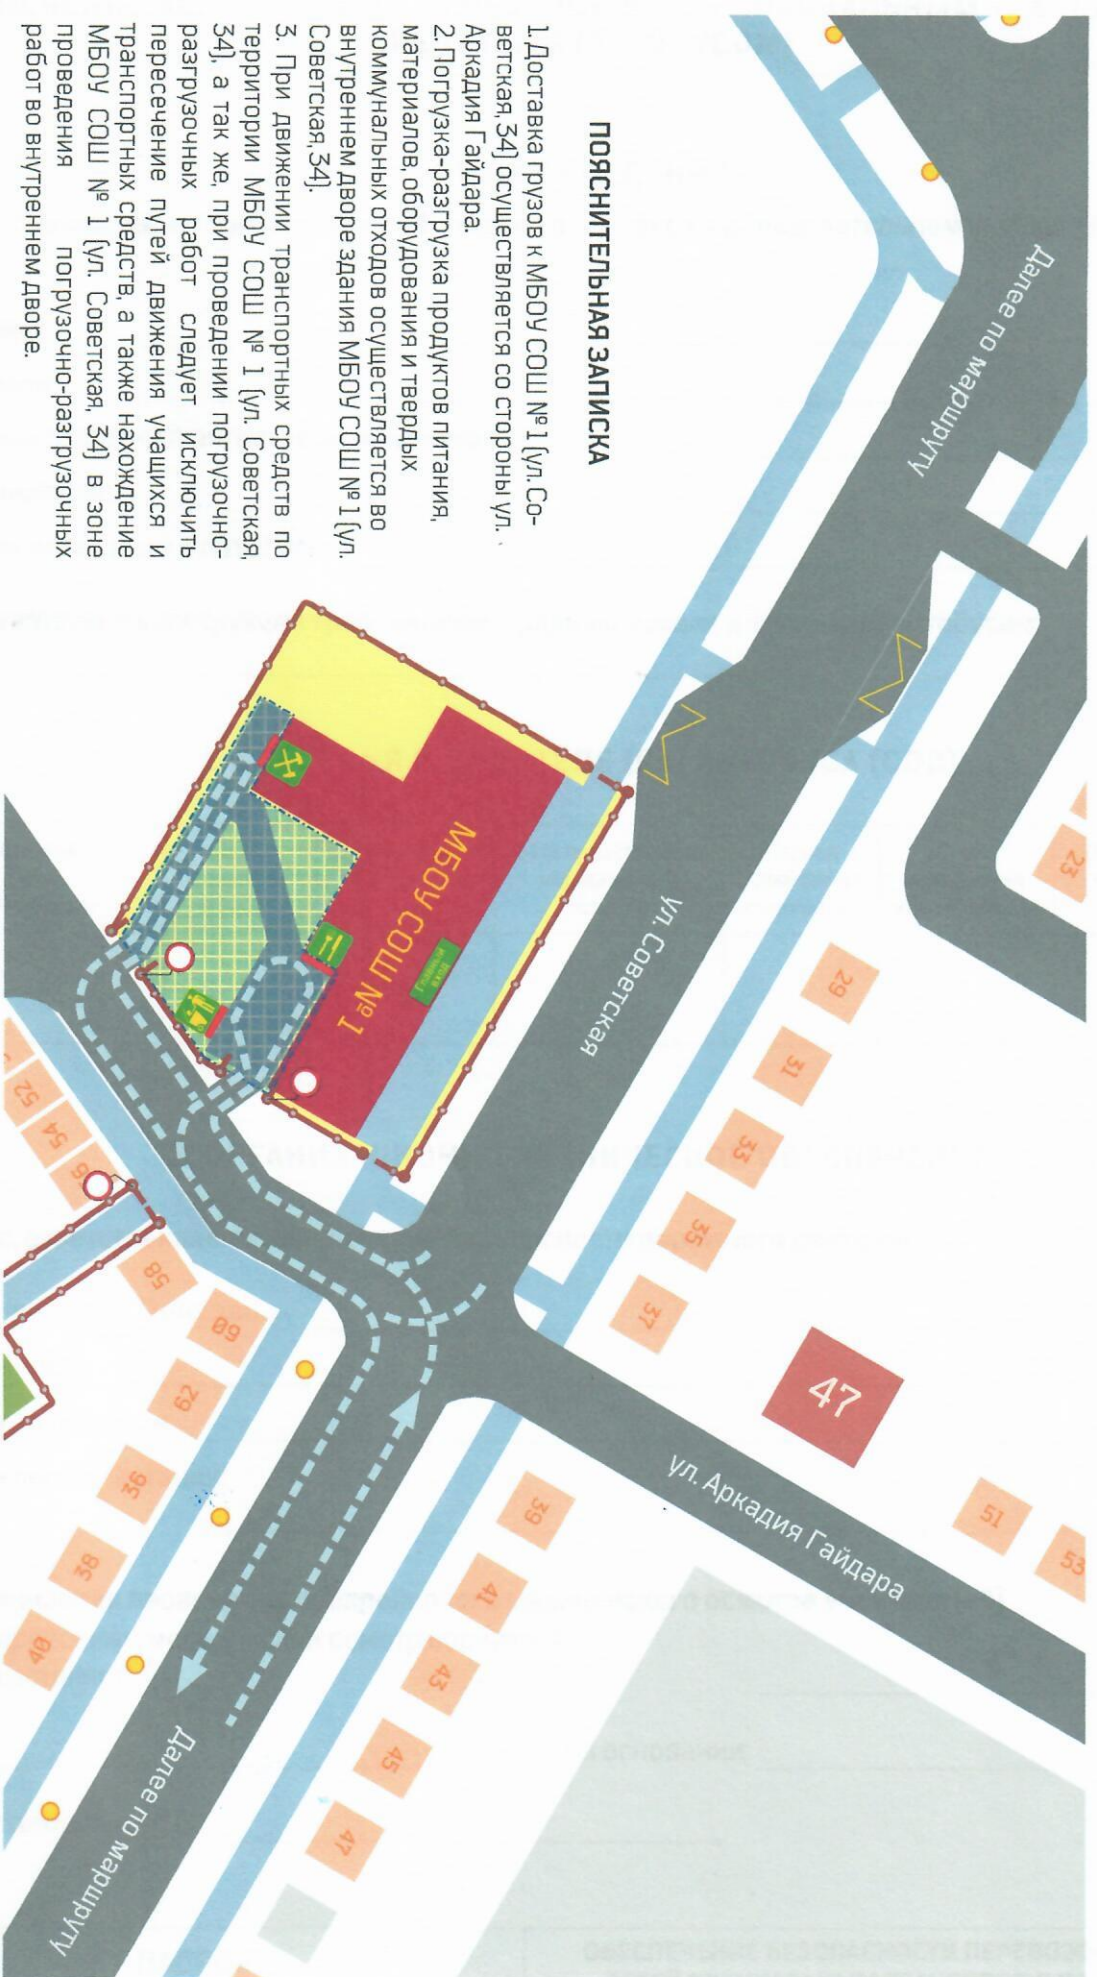 ПОЯСНИТЕЛЬНАЯ ЗАПИСКА
1. Доставка грузов к МБОУ СОШ № 1 (ул. Со-
ветская, 34) осуществляется со стороны ул.
Аркадия Гайдара.
2. Погрузка-разгрузка продуктов питания,
материалов, оборудования и твердых
коммунальных отходов осуществляется во
внутреннем дворе здания МБОУ СОШ № 1 (ул.
Советская, 34).
3. При движении транспортных средств по
территории МБОУ СОШ № 1 (ул. Советская,
34), а так же, при проведении погрузочно-
разгрузочных работ следует исключить
пересечение путей движения учащихся и
транспортных средств, а также нахождение
МБОУ СОШ № 1 (ул. Советская, 34) в зоне
проведения погрузочно-разгрузочных
работ во внутреннем дворе.
Далее по маршруту
ул. Советская
МБОУ СОШ № 1
ул. Аркадия Гайдара
Далее по маршруту
23
29
31
33
35
37
47
51
53
39
41
43
45
47
52
54
58
60
62
36
38
40